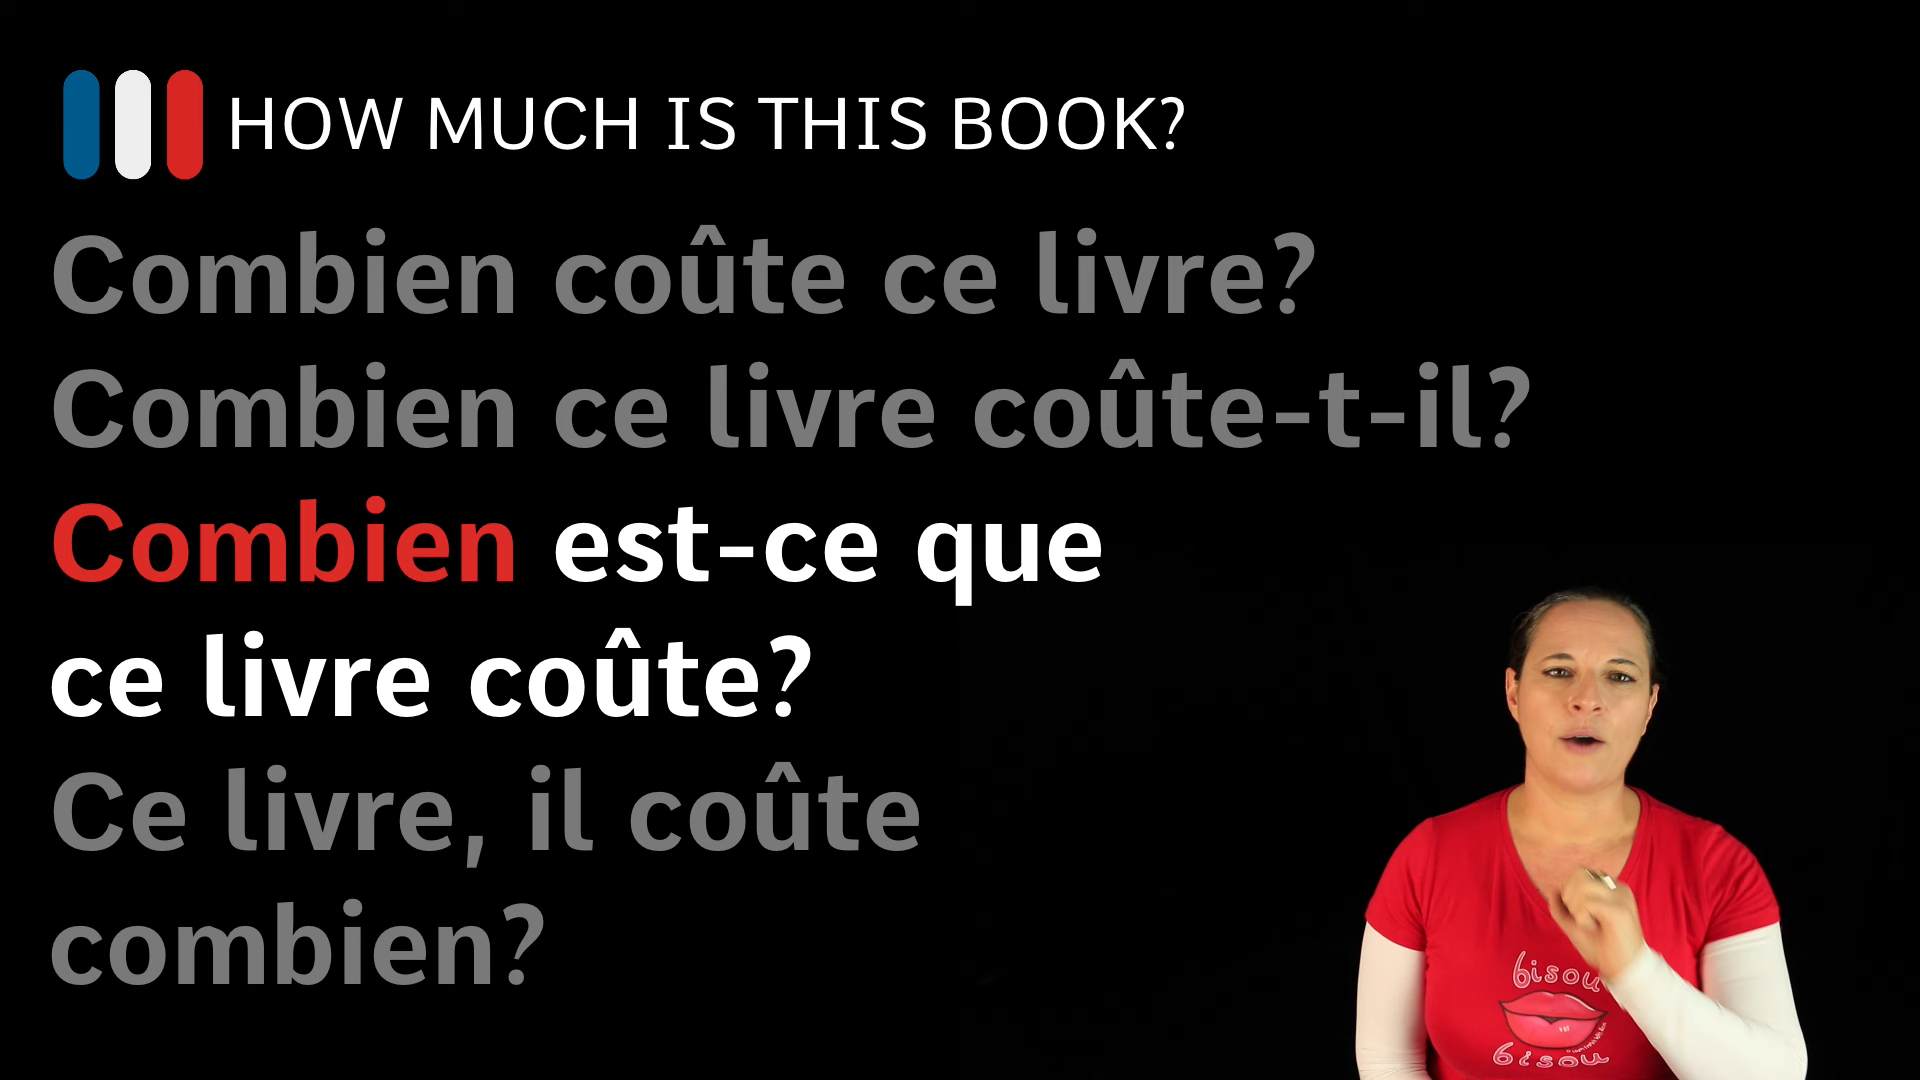 HOW MUCH IS THIS BOOK?
Combien coûte ce livre?
Combien ce livre coûte-t-il?
Combien est-ce que
ce livre coûte?
Ce livre, il coûte
combien?
bisou
bisou